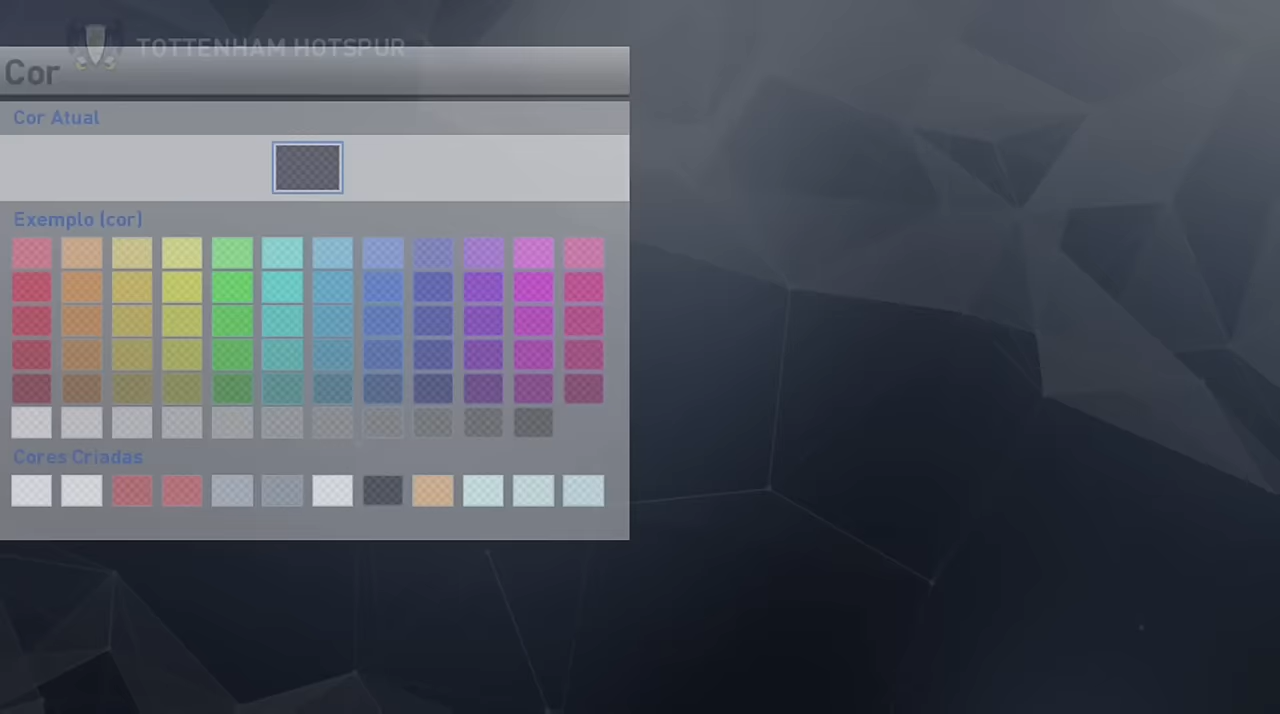 TOTTENHAM HOTSPUR
Cor
Cor Atual
Exemplo (cor)
Cores Criadas